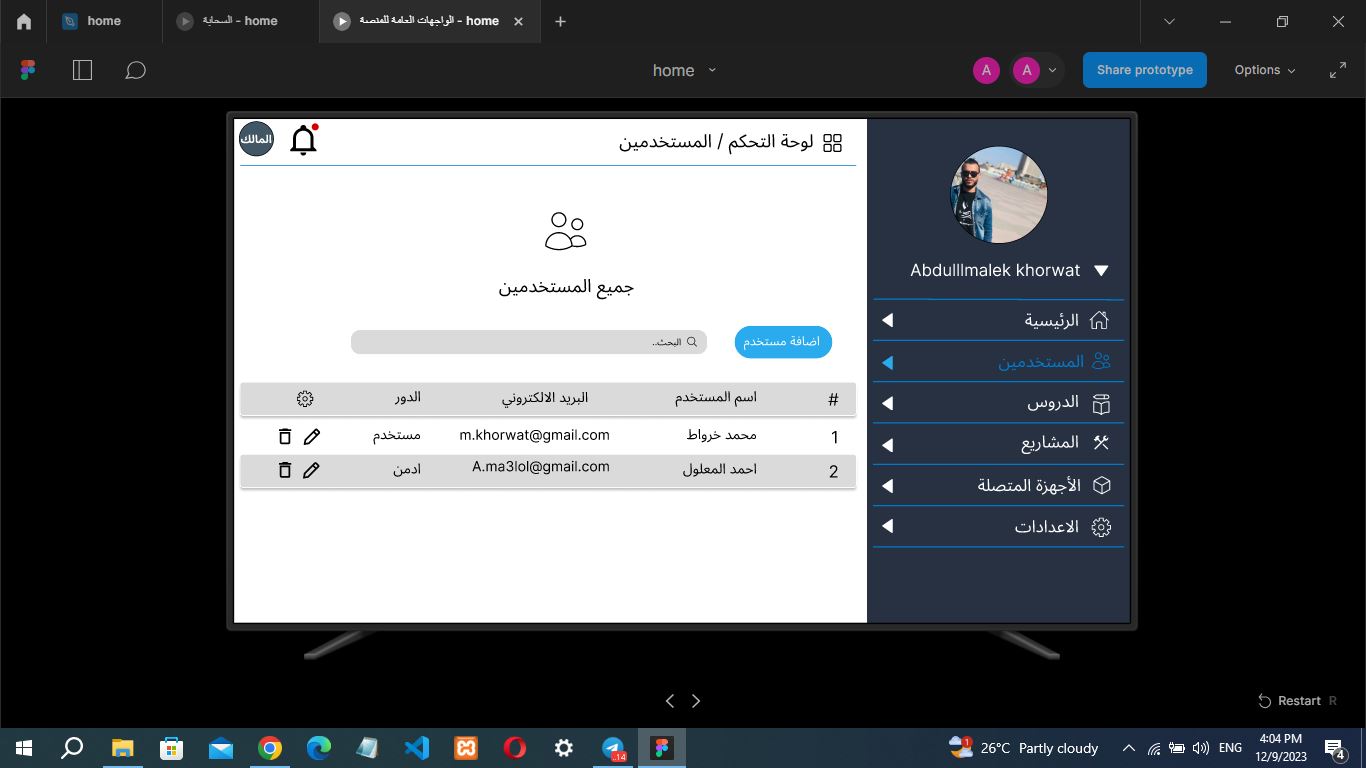 home
السحابة - home
الواجهات العامة للمنصة - home
home
A
A
Share prototype
Options
لوحة التحكم / المستخدمين
المالك
Abdulllmalek khorwat
جميع المستخدمين
اضافة مستخدم
البحث..
# اسم المستخدم البريد الالكتروني الدور
1 محمد خرواط m.khorwat@gmail.com مستخدم
2 احمد المعلول A.ma3lol@gmail.com ادمن
الرئيسية
المستخدمين
الدروس
المشاريع
الأجهزة المتصلة
الاعدادات
Restart R
1
26°C Partly cloudy
..14
ENG
4:04 PM
12/9/2023
4